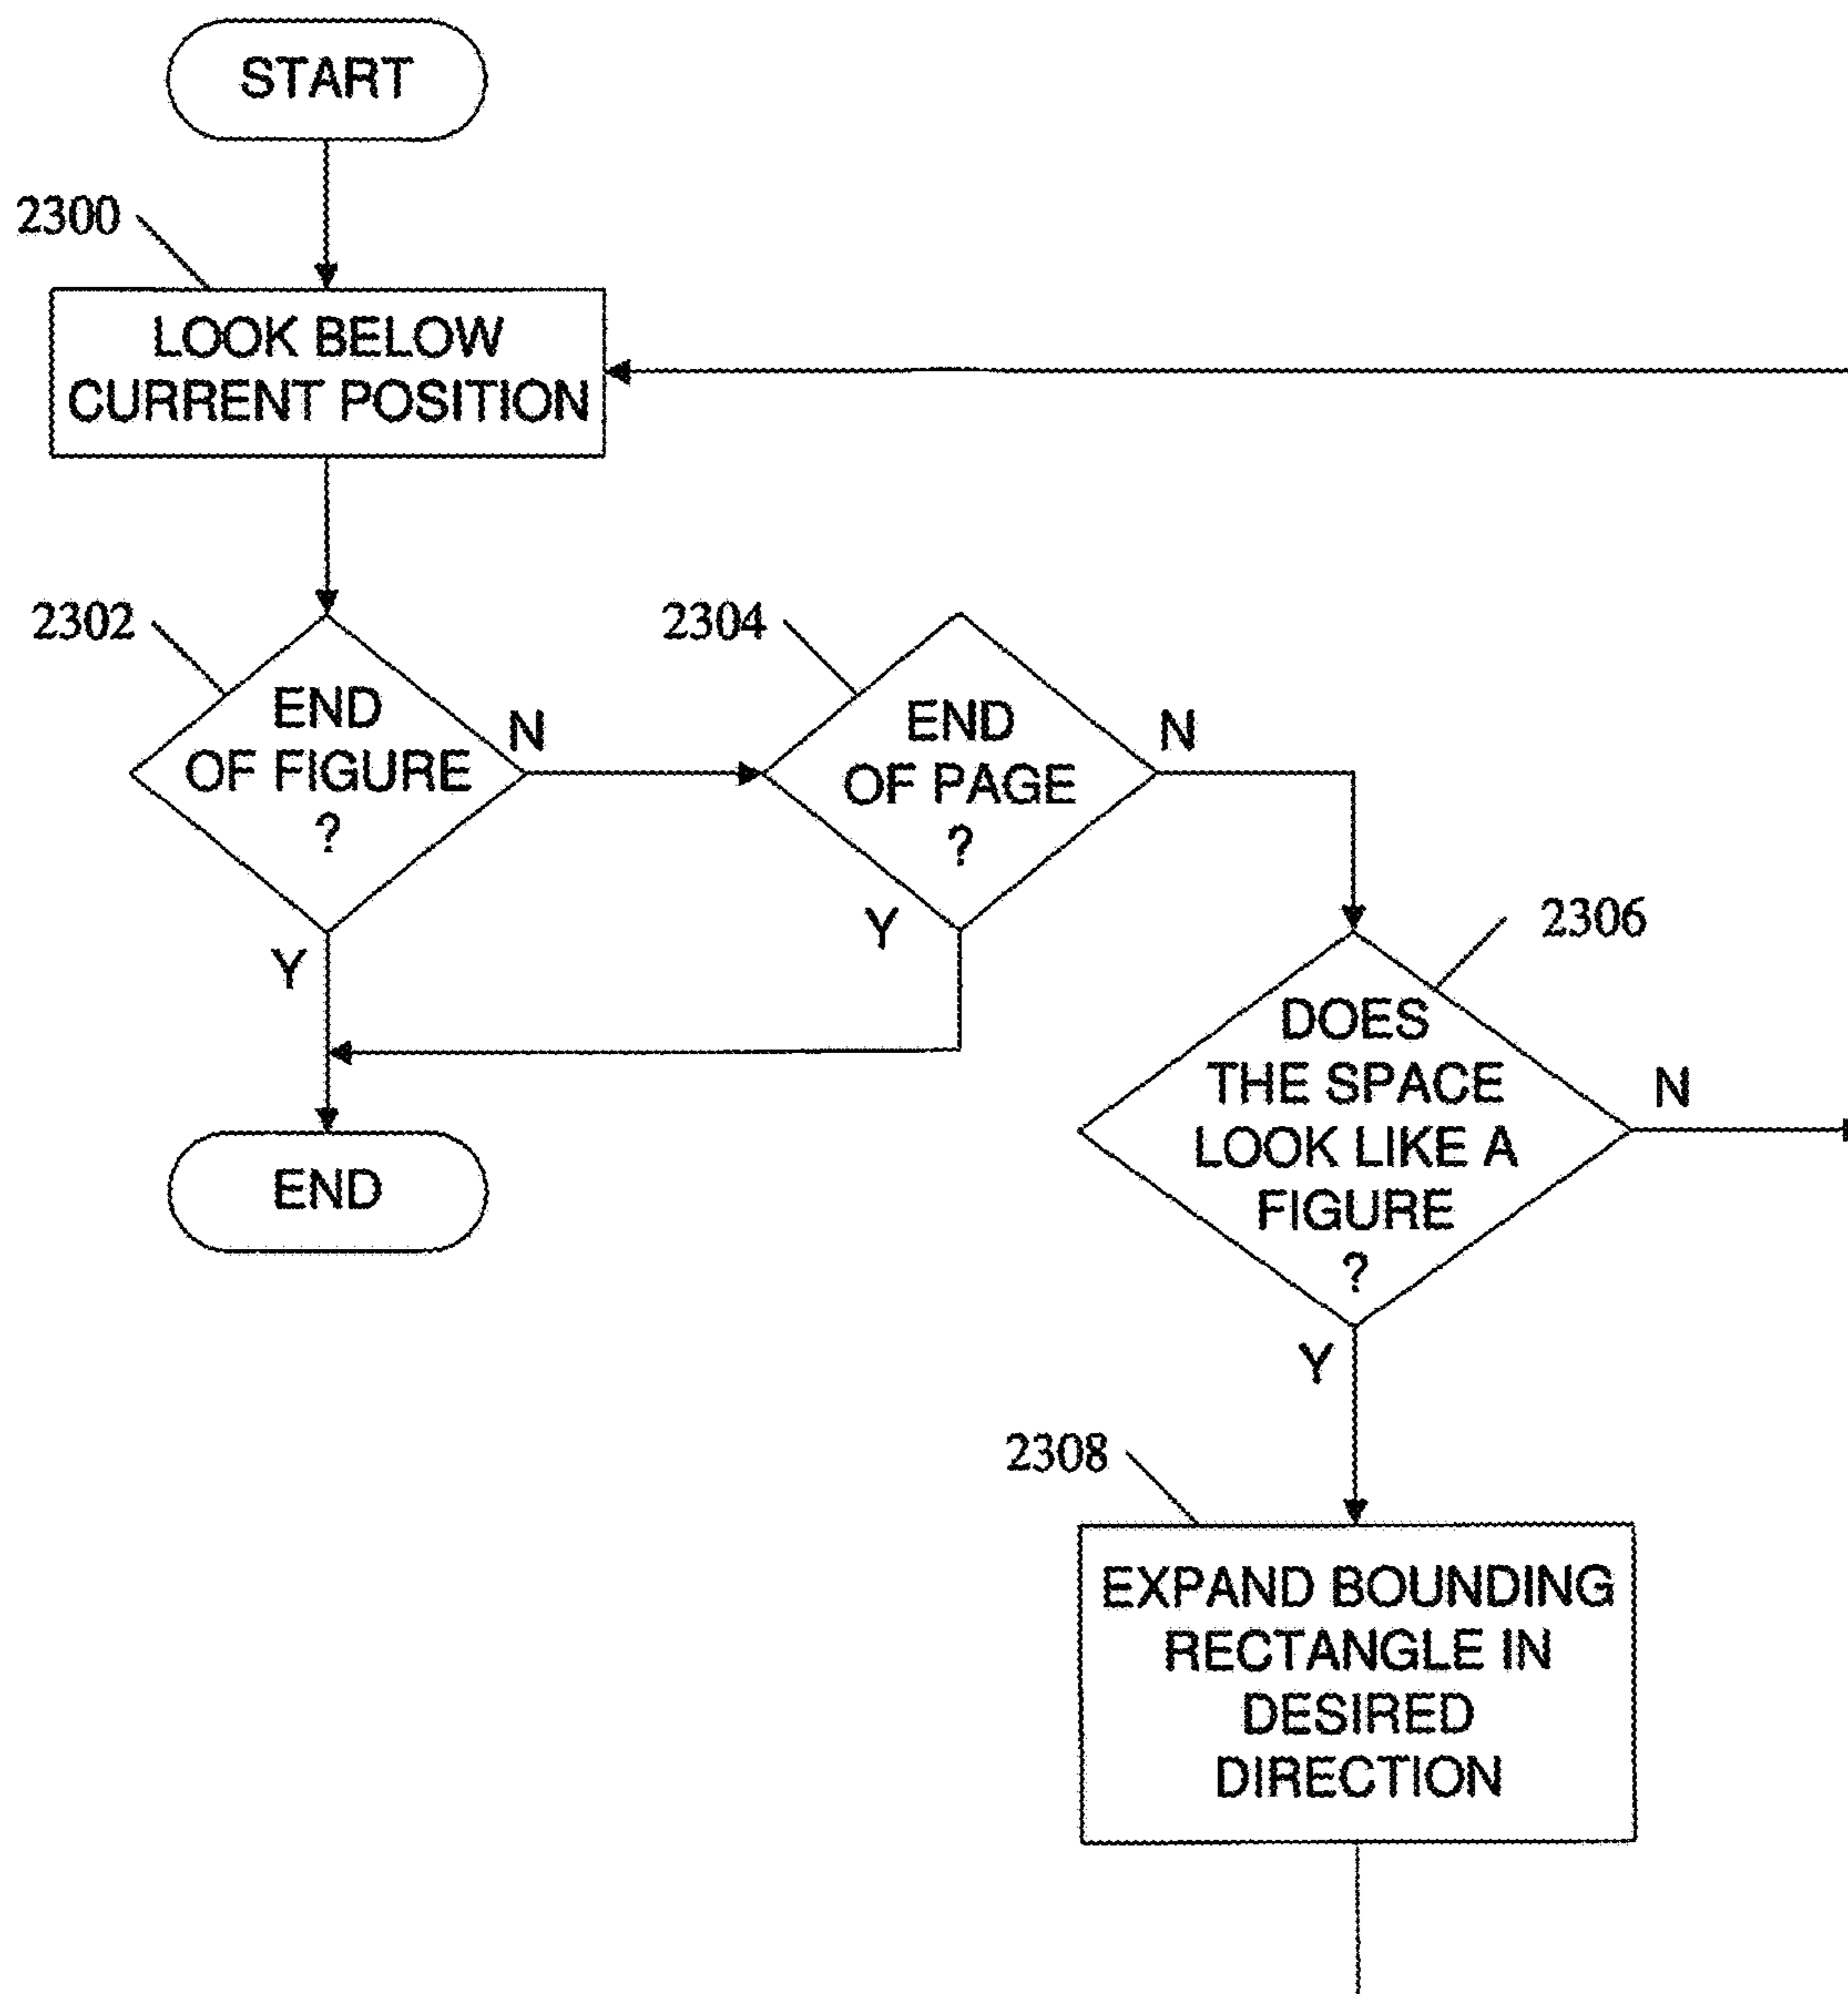 START
2300
LOOK BELOW
CURRENT POSITION
2302
END
OF FIGURE
?
N
Y
2304
END
OF PAGE
?
N
Y
END
2306
DOES
THE SPACE
LOOK LIKE A
FIGURE
?
N
Y
2308
EXPAND BOUNDING
RECTANGLE IN
DESIRED
DIRECTION